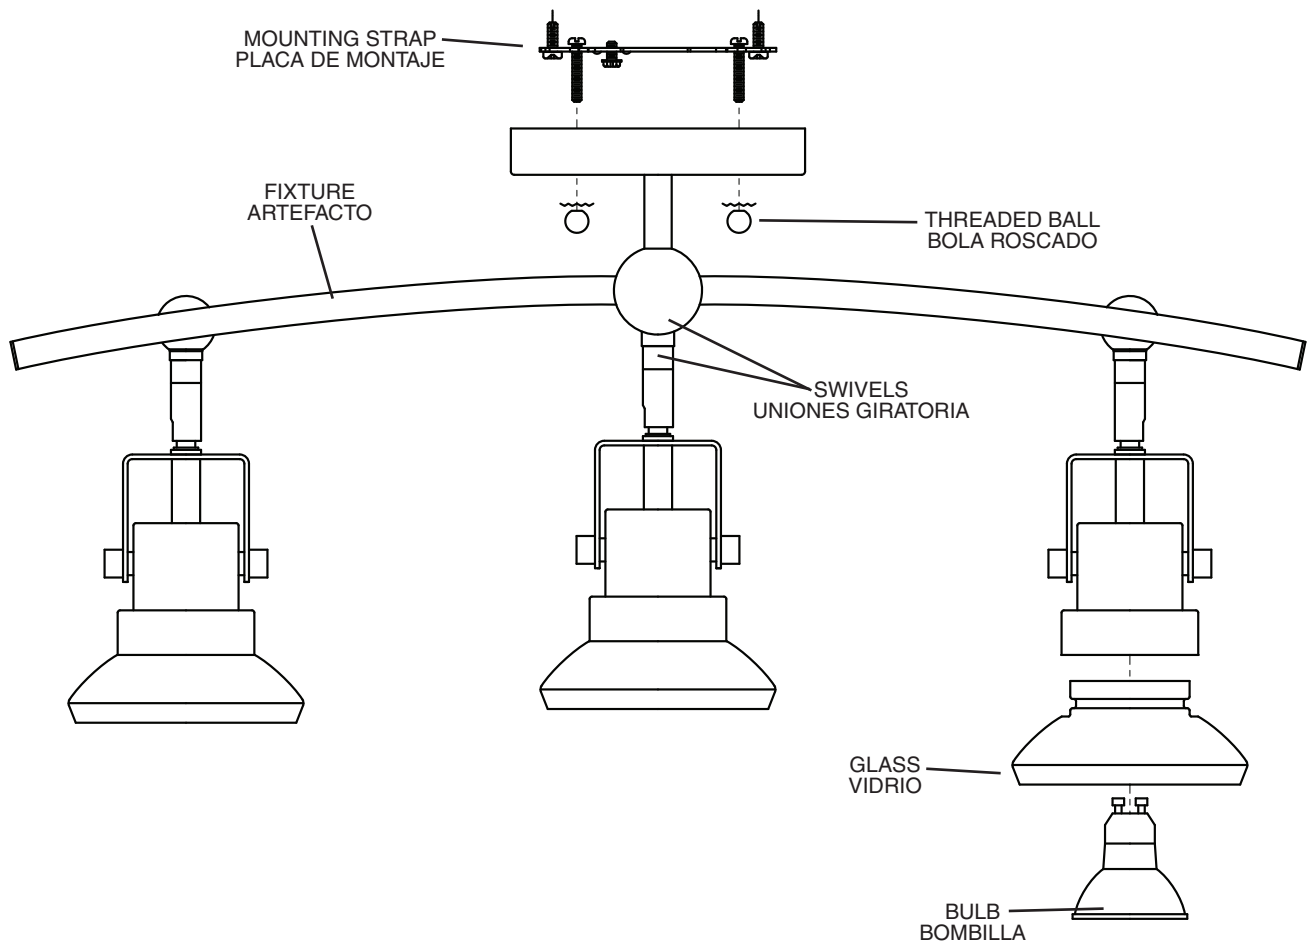 MOUNTING STRAP
PLACA DE MONTAJE
FIXTURE
ARTEFACTO
THREADED BALL
BOLA ROSCADO
SWIVELS
UNIONES GIRATORIA
GLASS
VIDRIO
BULB
BOMBILLA